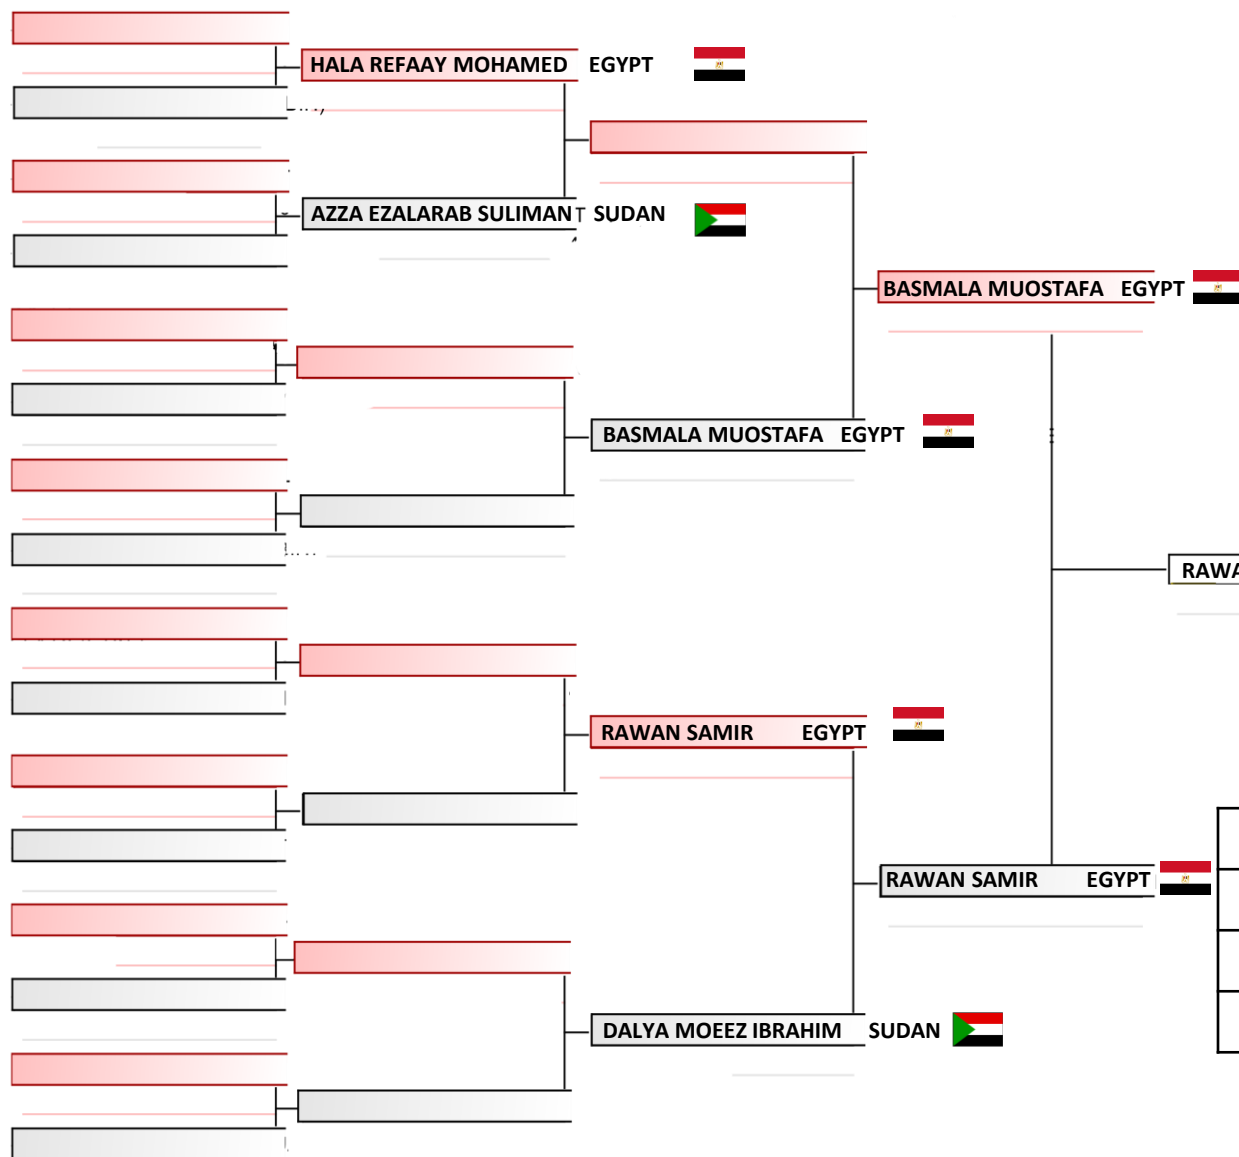 HALA REFAAY MOHAMED EGYPT
AZZA EZALARAB SULIMAN SUDAN
BASMALA MUOSTAFA EGYPT
BASMALA MUOSTAFA EGYPT
RAWA
RAWAN SAMIR EGYPT
RAWAN SAMIR EGYPT
DALYA MOEEZ IBRAHIM SUDAN